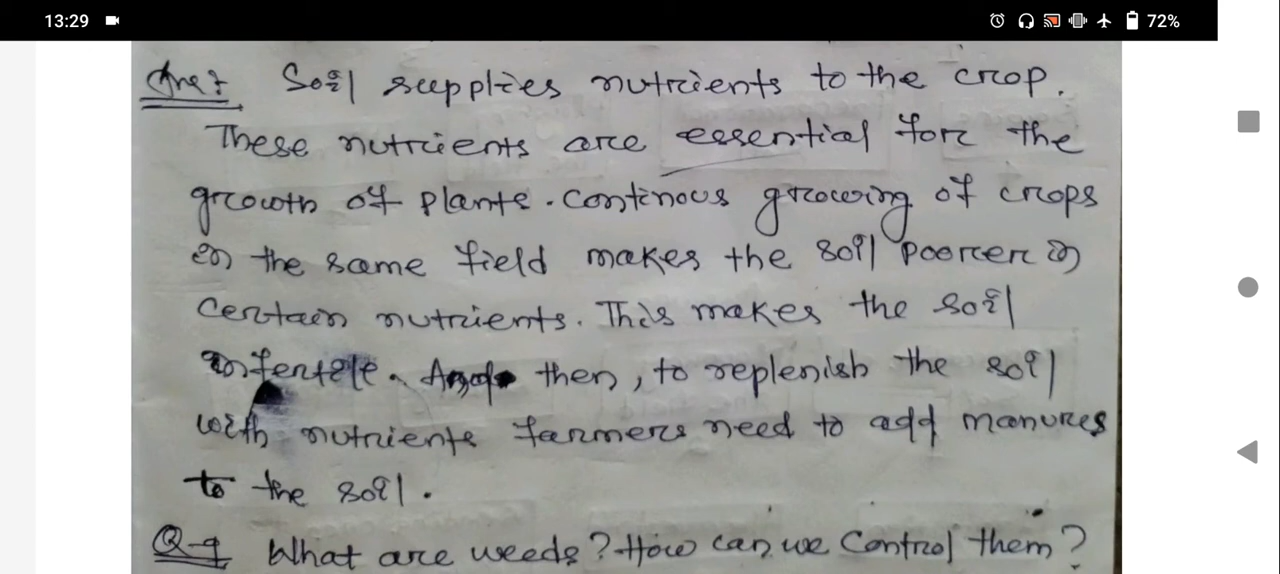 13:29
72%
Ans: Soil supplies nutrients to the crop.
These nutrients are essential for the
growth of plants. Continous growing of crops
in the same field makes the soil poorer in
certain nutrients. This makes the soil
infertile. And then, to replenish the soil
with nutrients farmers need to add manures
to the soil.
Q-9 What are weeds? How can we control them?